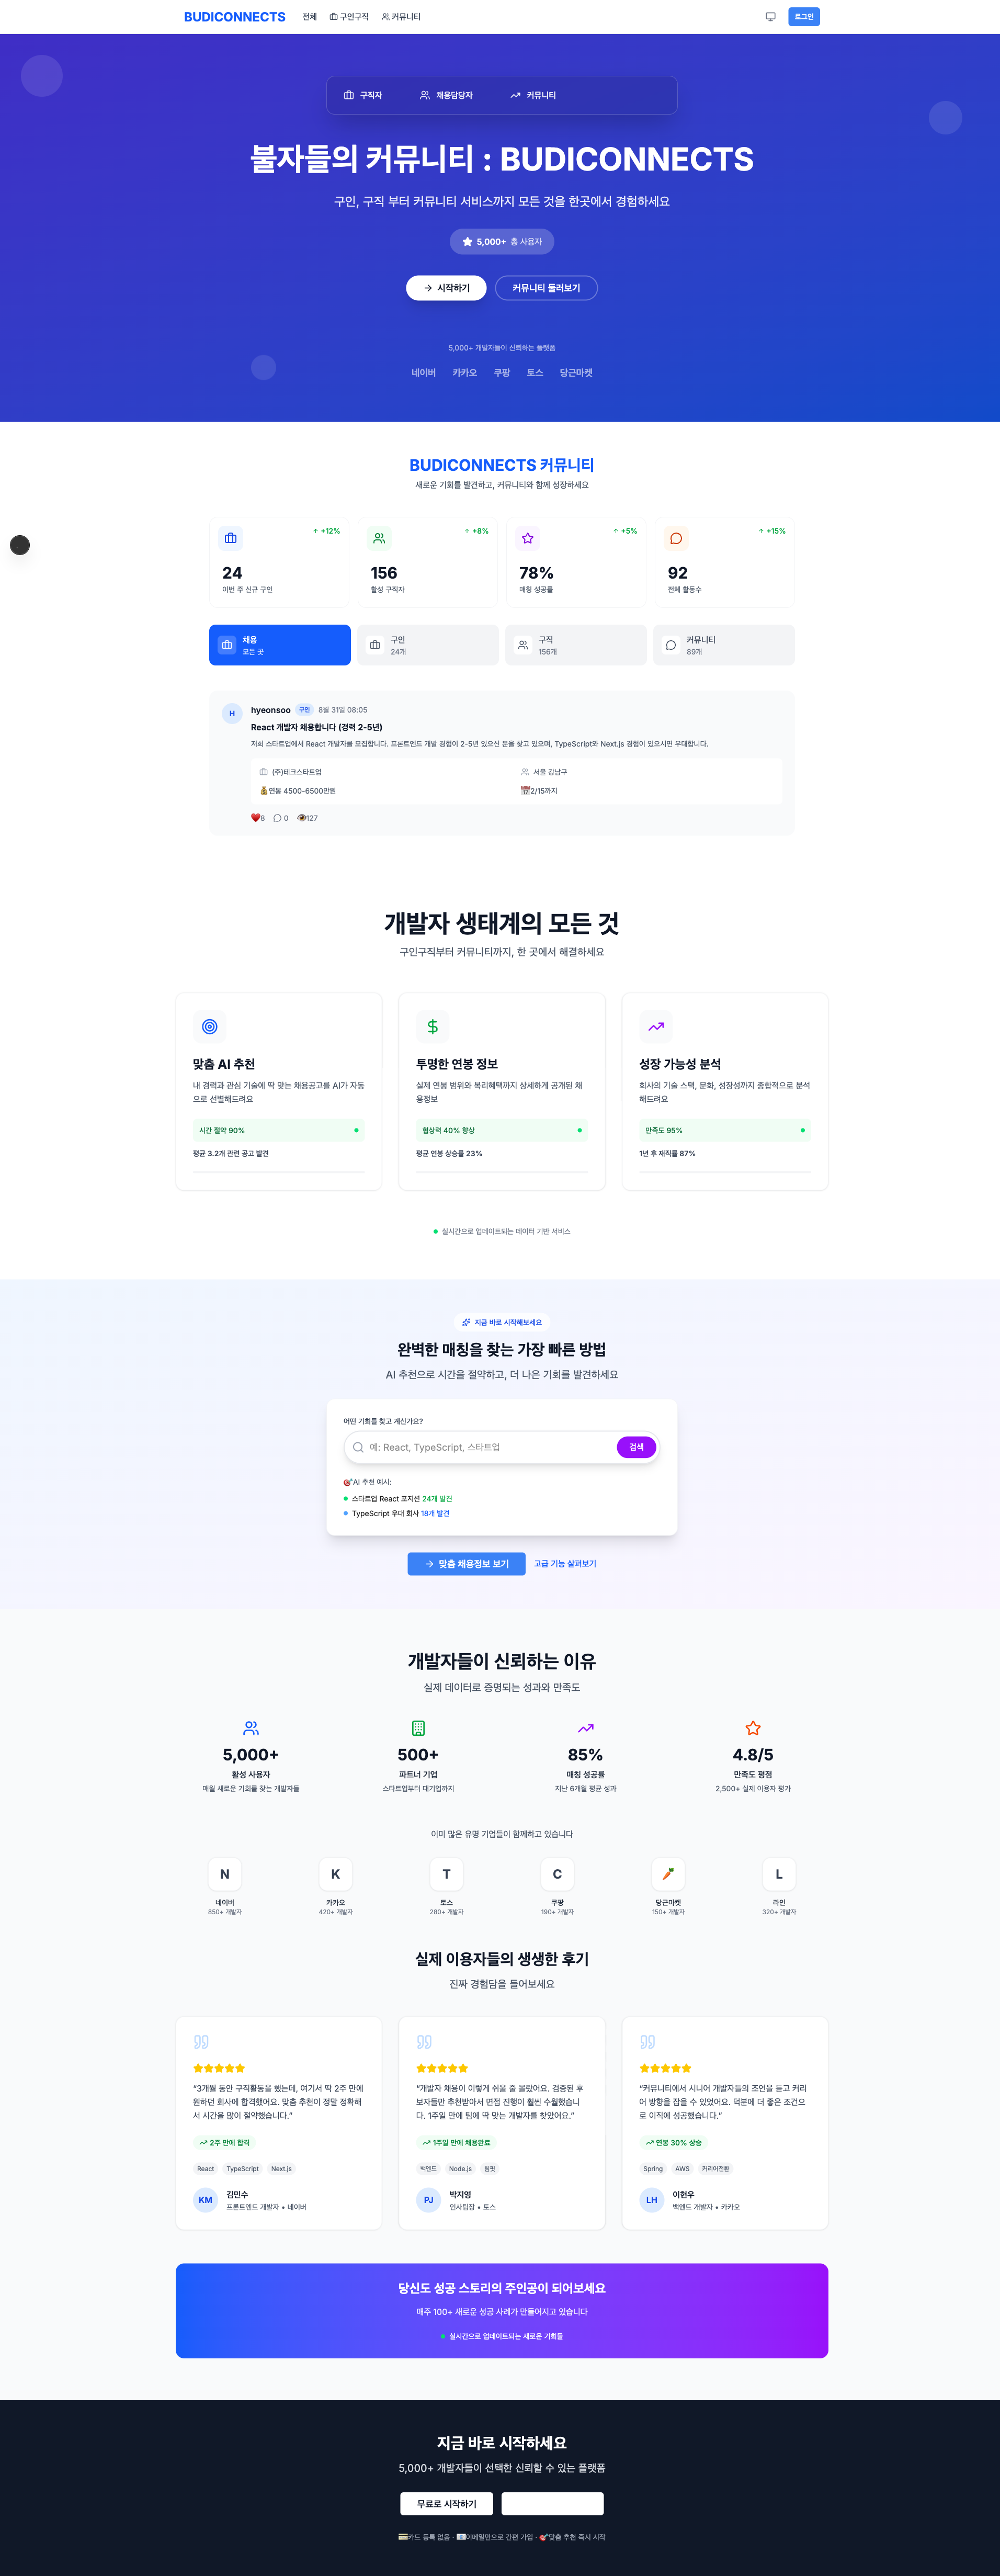 BUDICONNECTS 전체 구인구직 커뮤니티 로그인
구직자 채용담당자 커뮤니티
불자들의 커뮤니티 : BUDICONNECTS
구인, 구직 부터 커뮤니티 서비스까지 모든 것을 한곳에서 경험하세요
5,000+ 총 사용자
시작하기 커뮤니티 둘러보기
5,000+ 개발자들이 신뢰하는 플랫폼
네이버 카카오 쿠팡 토스 당근마켓
BUDICONNECTS 커뮤니티
새로운 기회를 발견하고, 커뮤니티와 함께 성장하세요
+12%
24
이번 주 신규 구인
+8%
156
활성 구직자
+5%
78%
매칭 성공률
+15%
92
전체 활동수
채용
모든 곳
구인
24개
구직
156개
커뮤니티
89개
H
hyeonsoo 구인 8월 31일 08:05
React 개발자 채용합니다 (경력 2-5년)
저희 스타트업에서 React 개발자를 모집합니다. 프론트엔드 개발 경험이 2-5년 있으신 분을 찾고 있으며, TypeScript와 Next.js 경험이 있으시면 우대합니다.
(주)테크스타트업 서울 강남구
💰연봉 4500-6500만원 📅2/15까지
❤️8 0 👁️127
개발자 생태계의 모든 것
구인구직부터 커뮤니티까지, 한 곳에서 해결하세요
맞춤 AI 추천
내 경력과 관심 기술에 딱 맞는 채용공고를 AI가 자동
으로 선별해드려요
시간 절약 90%
평균 3.2개 관련 공고 발견
투명한 연봉 정보
실제 연봉 범위와 복리혜택까지 상세하게 공개된 채
용정보
협상력 40% 향상
평균 연봉 상승률 23%
성장 가능성 분석
회사의 기술 스택, 문화, 성장성까지 종합적으로 분석
해드려요
만족도 95%
1년 후 재직률 87%
실시간으로 업데이트되는 데이터 기반 서비스
지금 바로 시작해보세요
완벽한 매칭을 찾는 가장 빠른 방법
AI 추천으로 시간을 절약하고, 더 나은 기회를 발견하세요
어떤 기회를 찾고 계신가요?
예: React, TypeScript, 스타트업 검색
🎯AI 추천 예시:
스타트업 React 포지션 24개 발견
TypeScript 우대 회사 18개 발견
맞춤 채용정보 보기 고급 기능 살펴보기
개발자들이 신뢰하는 이유
실제 데이터로 증명되는 성과와 만족도
5,000+
활성 사용자
매월 새로운 기회를 찾는 개발자들
500+
파트너 기업
스타트업부터 대기업까지
85%
매칭 성공률
지난 6개월 평균 성과
4.8/5
만족도 평점
2,500+ 실제 이용자 평가
이미 많은 유명 기업들이 함께하고 있습니다
N
네이버
850+ 개발자
K
카카오
420+ 개발자
T
토스
280+ 개발자
C
쿠팡
190+ 개발자
🥕
당근마켓
150+ 개발자
L
라인
320+ 개발자
실제 이용자들의 생생한 후기
진짜 경험담을 들어보세요
"3개월 동안 구직활동을 했는데, 여기서 딱 2주 만에
원하던 회사에 합격했어요. 맞춤 추천이 정말 정확해
서 시간을 많이 절약했습니다."
2주 만에 합격
React TypeScript Next.js
KM
김민수
프론트엔드 개발자 • 네이버
"개발자 채용이 이렇게 쉬울 줄 몰랐어요. 검증된 후
보자들만 추천받아서 면접 진행이 훨씬 수월했습니
다. 1주일 만에 팀에 딱 맞는 개발자를 찾았어요."
1주일 만에 채용완료
백엔드 Node.js 팀핏
PJ
박지영
인사팀장 • 토스
"커뮤니티에서 시니어 개발자들의 조언을 듣고 커리
어 방향을 잡을 수 있었어요. 덕분에 더 좋은 조건으
로 이직에 성공했습니다."
연봉 30% 상승
Spring AWS 커리어전환
LH
이현우
백엔드 개발자 • 카카오
당신도 성공 스토리의 주인공이 되어보세요
매주 100+ 새로운 성공 사례가 만들어지고 있습니다
실시간으로 업데이트되는 새로운 기회들
지금 바로 시작하세요
5,000+ 개발자들이 선택한 신뢰할 수 있는 플랫폼
무료로 시작하기
💳카드 등록 없음 · 📧이메일만으로 간편 가입 · 🎯맞춤 추천 즉시 시작